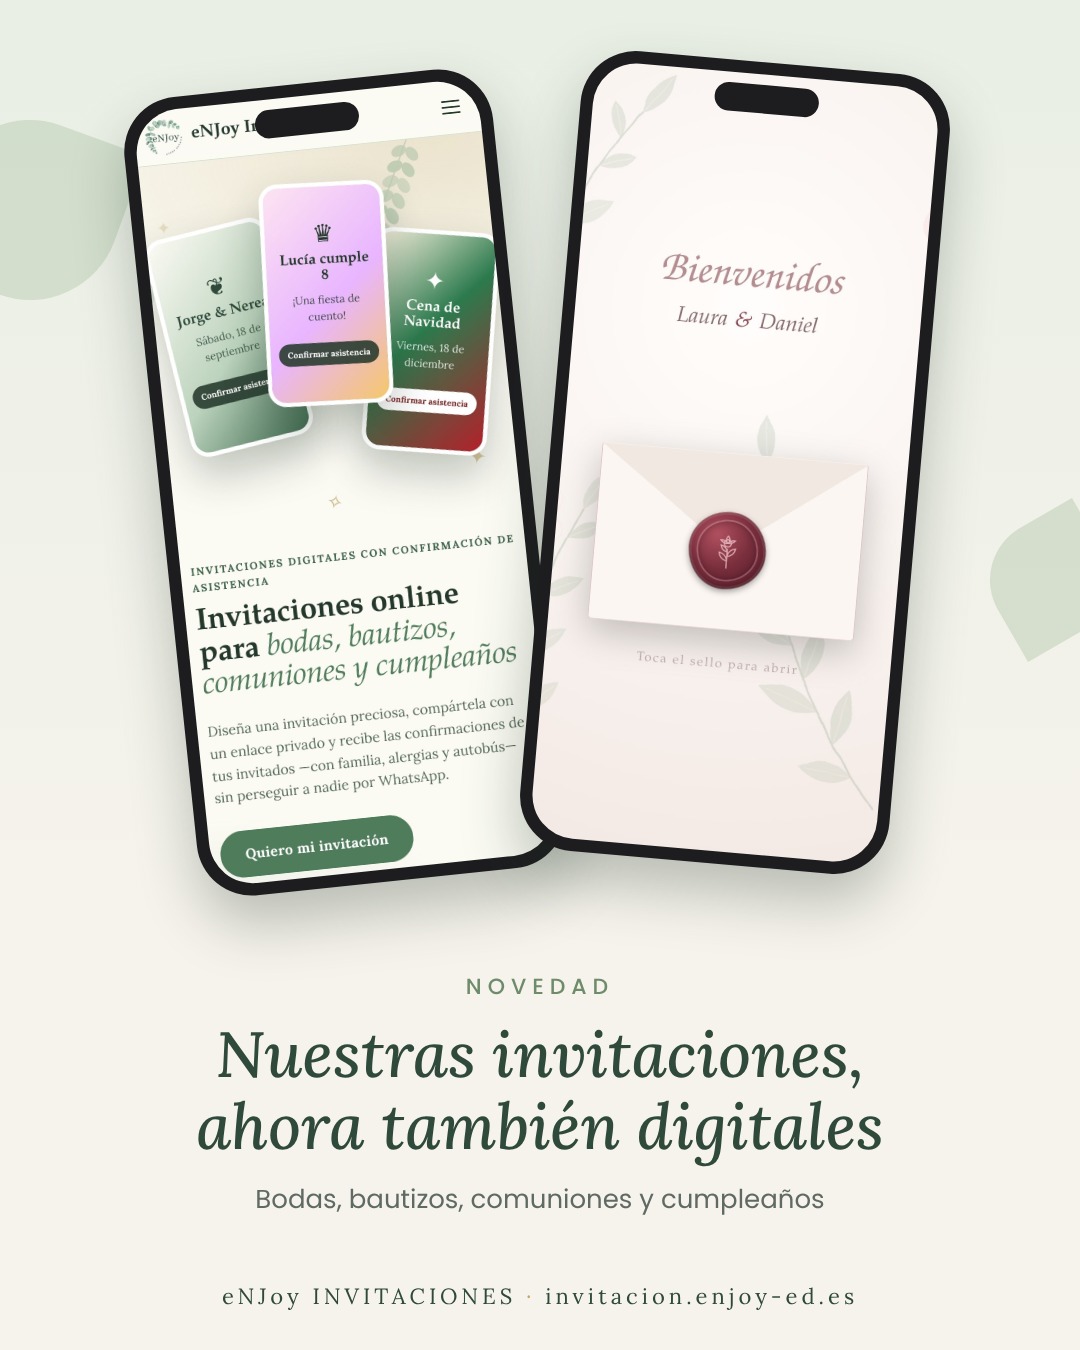 eNJoy
eNJoy
Jorge & Nerea
Sábado, 18 de
septiembre
Confirmar
♛
Lucía cumple
8
¡Una fiesta de
cuento!
Confirmar asistencia
Cena de
Navidad
Viernes, 18 de
diciembre
Confirmar asistencia
INVITACIONES DIGITALES CON CONFIRMACIÓN DE
ASISTENCIA
Invitaciones online
para bodas, bautizos,
comuniones y cumpleaños
Diseña una invitación preciosa, compártela con
un enlace privado y recibe las confirmaciones de
tus invitados —con familia, alergias y autobús—
sin perseguir a nadie por WhatsApp.
Quiero mi invitación
Bienvenidos
Laura & Daniel
Toca el sello para abrir
NOVEDAD
Nuestras invitaciones,
ahora también digitales
Bodas, bautizos, comuniones y cumpleaños
eNJoy INVITACIONES · invitacion.enjoy-ed.es